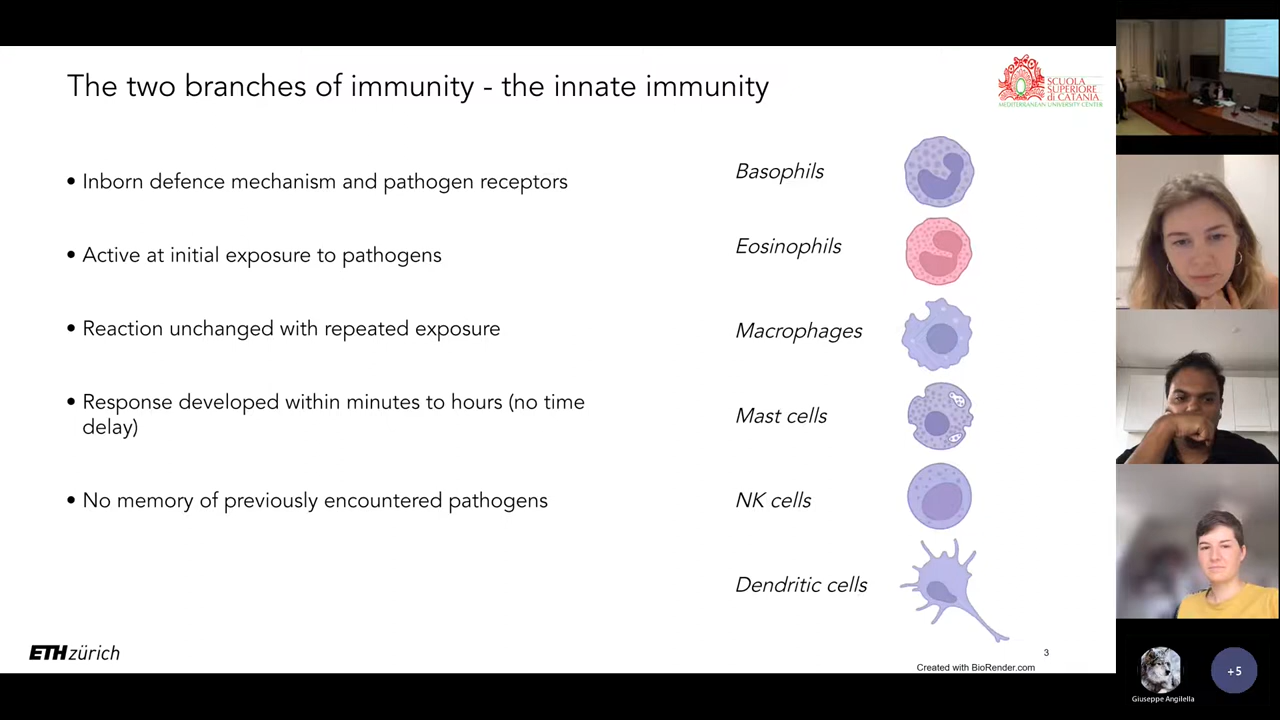 The two branches of immunity - the innate immunity
SCUOLA
SUPERIORE
di CATANIA
MEDITERRANEAN UNIVERSITY CENTER
• Inborn defence mechanism and pathogen receptors
• Active at initial exposure to pathogens
• Reaction unchanged with repeated exposure
• Response developed within minutes to hours (no time
delay)
• No memory of previously encountered pathogens
Basophils
Eosinophils
Macrophages
Mast cells
NK cells
Dendritic cells
ETH zürich
3
Created with BioRender.com
Giuseppe Angilella
+5